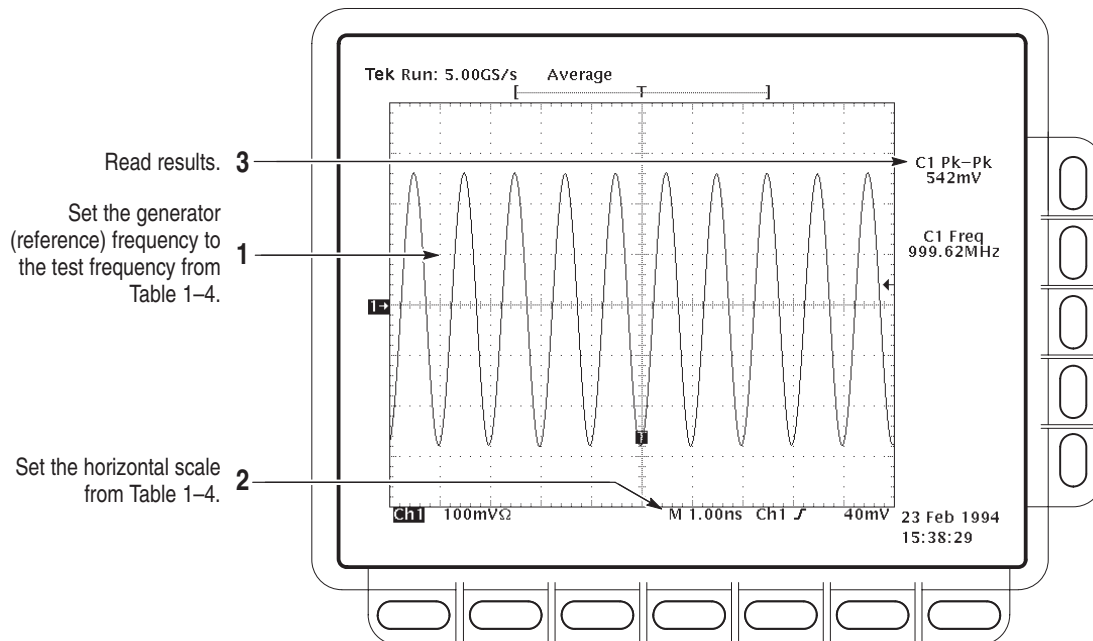 Tek Run: 5.00GS/s Average
[ T ]
Read results. 3
C1 Pk–Pk
542mV
Set the generator
(reference) frequency to
the test frequency from
Table 1–4.
1
C1 Freq
999.62MHz
1→
T
Set the horizontal scale
from Table 1–4.
2
Ch1 100mVΩ M 1.00ns Ch1 ƒ 40mV
23 Feb 1994
15:38:29